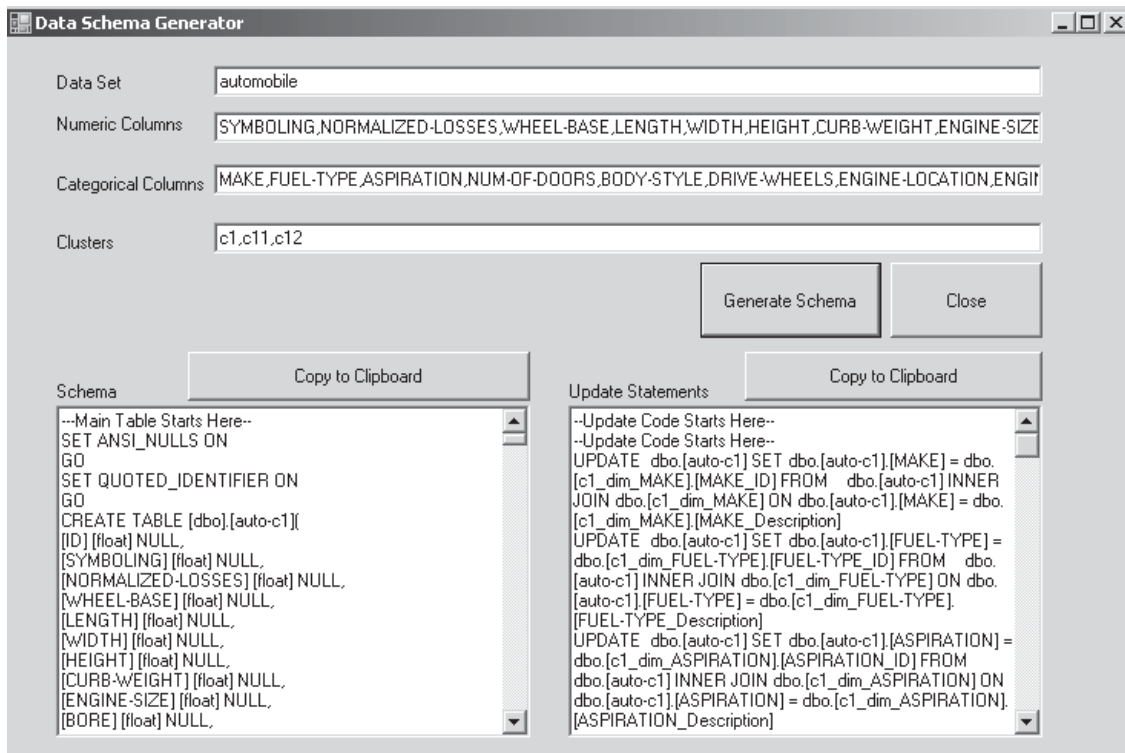 Data Schema Generator
Data Set
automobile
Numeric Columns
SYMBOLING,NORMALIZED-LOSSES,WHEEL-BASE,LENGTH,WIDTH,HEIGHT,CURB-WEIGHT,ENGINE-SIZE
Categorical Columns
MAKE,FUEL-TYPE,ASPIRATION,NUM-OF-DOORS,BODY-STYLE,DRIVE-WHEELS,ENGINE-LOCATION,ENGIN
Clusters
c1,c11,c12
Generate Schema
Close
Schema
Copy to Clipboard
---Main Table Starts Here--
SET ANSI_NULLS ON
GO
SET QUOTED_IDENTIFIER ON
GO
CREATE TABLE [dbo].[auto-c1](
[ID] [float] NULL,
[SYMBOLING] [float] NULL,
[NORMALIZED-LOSSES] [float] NULL,
[WHEEL-BASE] [float] NULL,
[LENGTH] [float] NULL,
[WIDTH] [float] NULL,
[HEIGHT] [float] NULL,
[CURB-WEIGHT] [float] NULL,
[ENGINE-SIZE] [float] NULL,
[BORE] [float] NULL,
Update Statements
Copy to Clipboard
--Update Code Starts Here--
--Update Code Starts Here--
UPDATE dbo.[auto-c1] SET dbo.[auto-c1].[MAKE] = dbo.
[c1_dim_MAKE].[MAKE_ID] FROM dbo.[auto-c1] INNER
JOIN dbo.[c1_dim_MAKE] ON dbo.[auto-c1].[MAKE] = dbo.
[c1_dim_MAKE].[MAKE_Description]
UPDATE dbo.[auto-c1] SET dbo.[auto-c1].[FUEL-TYPE] =
dbo.[c1_dim_FUEL-TYPE].[FUEL-TYPE_ID] FROM dbo.
[auto-c1] INNER JOIN dbo.[c1_dim_FUEL-TYPE] ON dbo.
[auto-c1].[FUEL-TYPE] = dbo.[c1_dim_FUEL-TYPE].
[FUEL-TYPE_Description]
UPDATE dbo.[auto-c1] SET dbo.[auto-c1].[ASPIRATION] =
dbo.[c1_dim_ASPIRATION].[ASPIRATION_ID] FROM
dbo.[auto-c1] INNER JOIN dbo.[c1_dim_ASPIRATION] ON
dbo.[auto-c1].[ASPIRATION] = dbo.[c1_dim_ASPIRATION].
[ASPIRATION_Description]